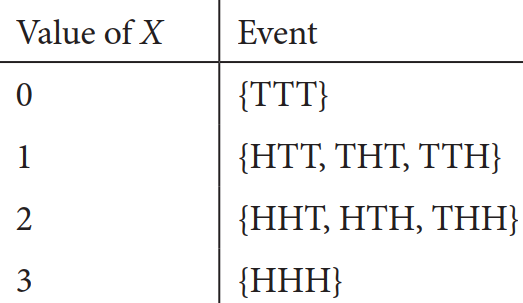 Value of X Event
0 {TTT}
1 {HTT, THT, TTH}
2 {HHT, HTH, THH}
3 {HHH}